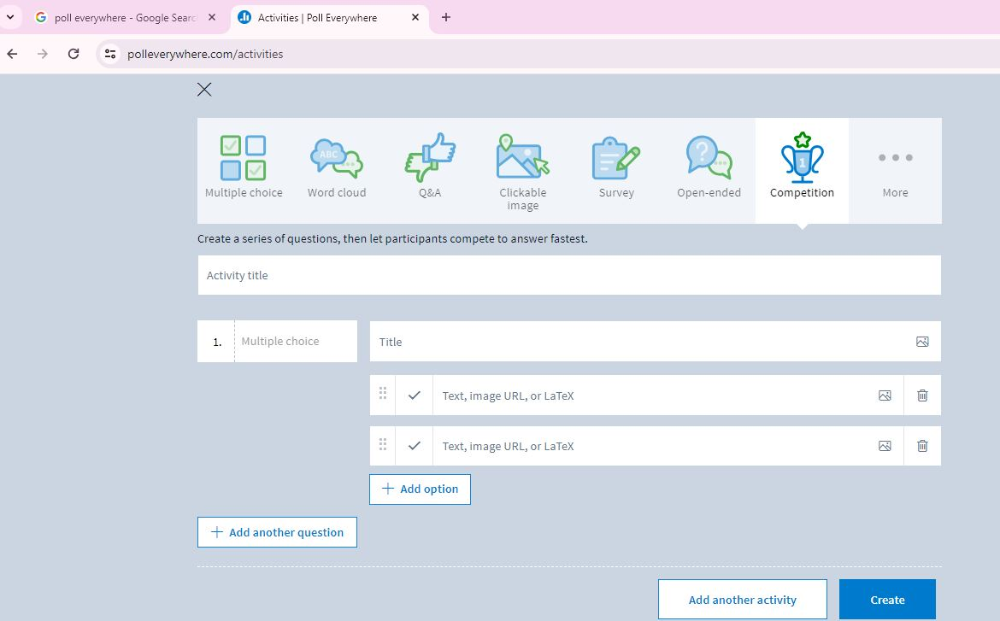 poll everywhere - Google Searc
Activities | Poll Everywhere
polleverywhere.com/activities
Multiple choice
ABC
Word cloud
Q&A
Clickable
image
Survey
?
Open-ended
1
Competition
More
Create a series of questions, then let participants compete to answer fastest.
Activity title
1.
Multiple choice
Title
Text, image URL, or LaTeX
Text, image URL, or LaTeX
Add option
Add another question
Add another activity
Create